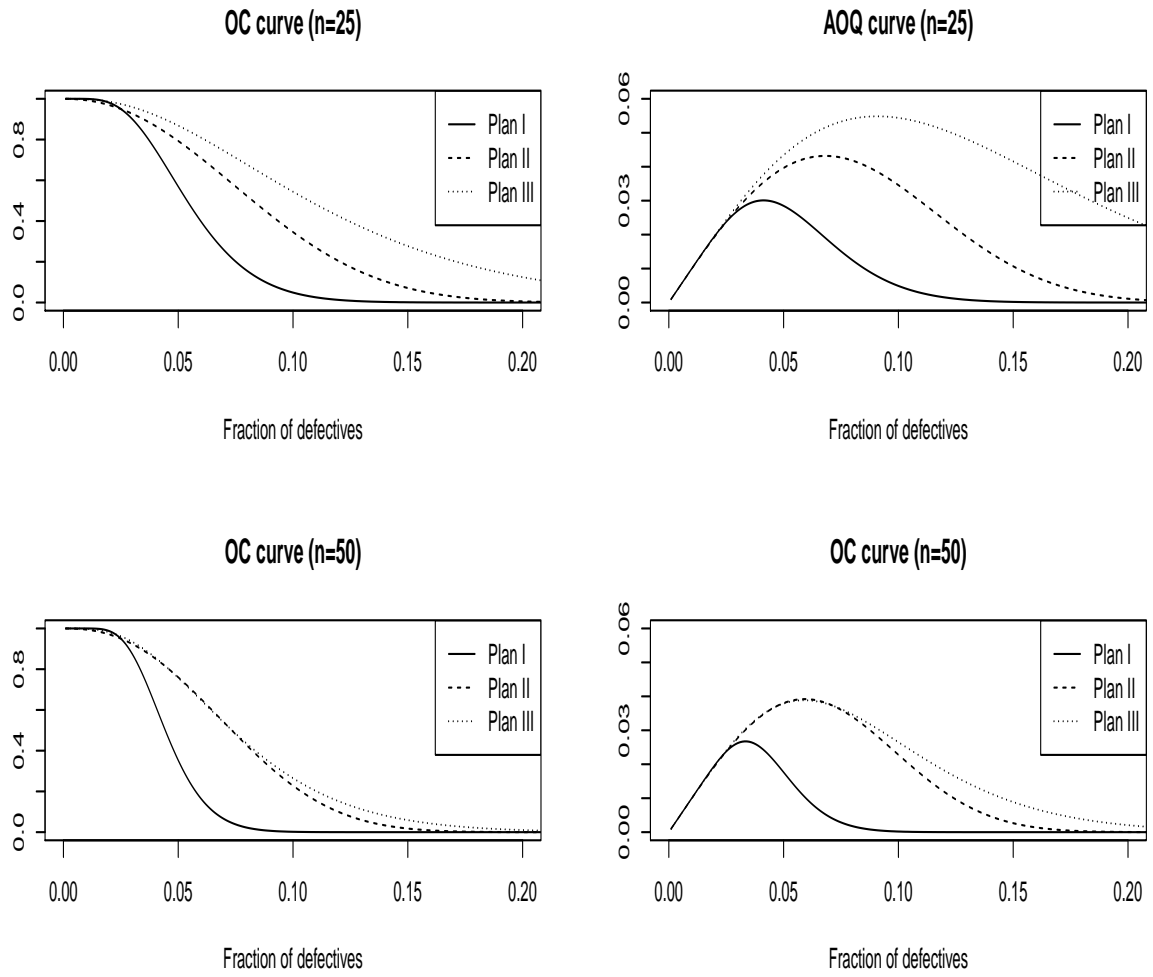 OC curve (n=25)
0.0 0.4 0.8
Plan I
Plan II
Plan III
0.00 0.05 0.10 0.15 0.20
Fraction of defectives
AOQ curve (n=25)
0.00 0.03 0.06
Plan I
Plan II
Plan III
0.00 0.05 0.10 0.15 0.20
Fraction of defectives
OC curve (n=50)
0.0 0.4 0.8
Plan I
Plan II
Plan III
0.00 0.05 0.10 0.15 0.20
Fraction of defectives
OC curve (n=50)
0.00 0.03 0.06
Plan I
Plan II
Plan III
0.00 0.05 0.10 0.15 0.20
Fraction of defectives